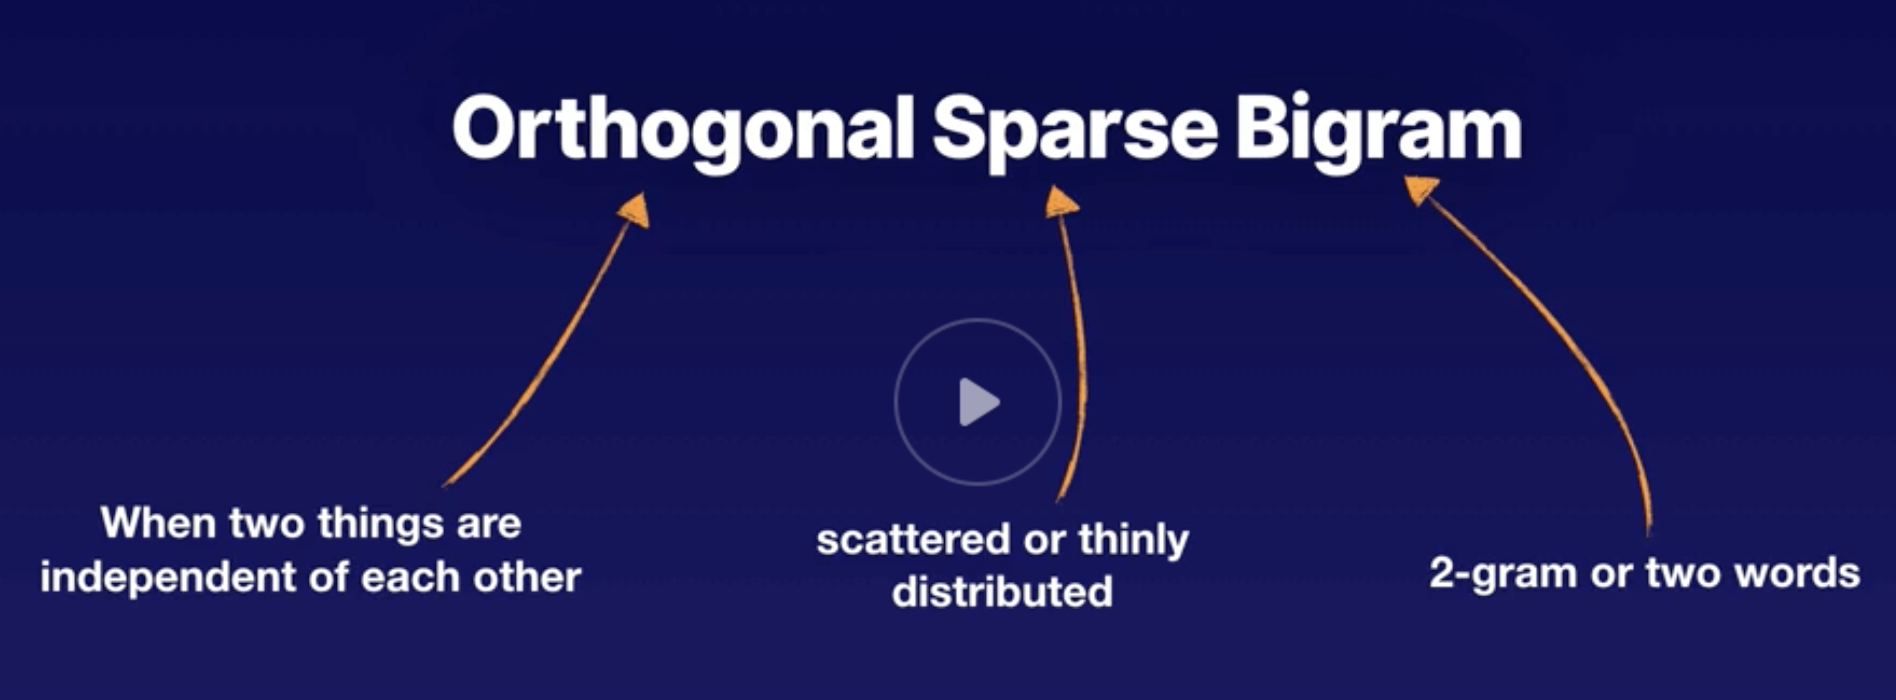 Orthogonal Sparse Bigram
When two things are
independent of each other
scattered or thinly
distributed
2-gram or two words